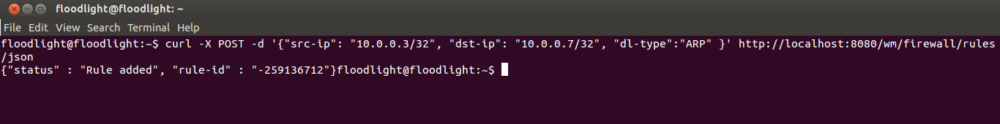 floodlight@floodlight: ~
File Edit View Search Terminal Help
floodlight@floodlight:~$ curl -X POST -d '{"src-ip": "10.0.0.3/32", "dst-ip": "10.0.0.7/32", "dl-type":"ARP" }' http://localhost:8080/wm/firewall/rules
/json
{"status" : "Rule added", "rule-id" : "-259136712"}floodlight@floodlight:~$